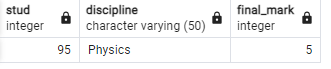 stud discipline final_mark
integer character varying (50) integer
95 Physics 5